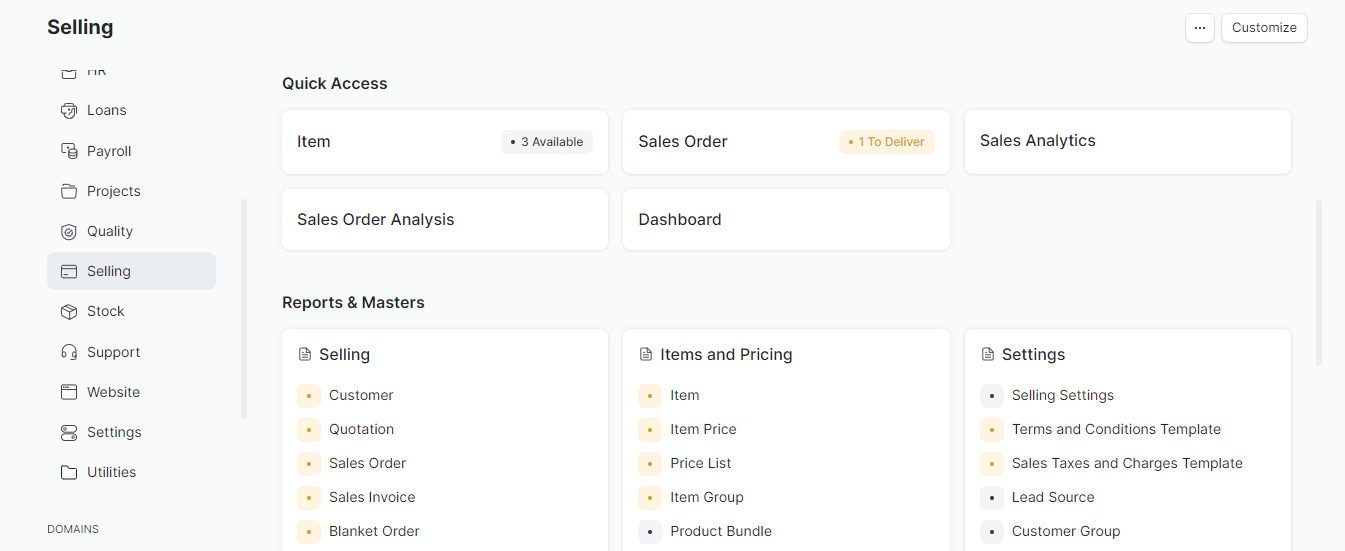 Selling
...
Customize
HR
Loans
Payroll
Projects
Quality
Selling
Stock
Support
Website
Settings
Utilities
DOMAINS
Quick Access
Item
• 3 Available
Sales Order
• 1 To Deliver
Sales Analytics
Sales Order Analysis
Dashboard
Reports & Masters
Selling
Customer
Quotation
Sales Order
Sales Invoice
Blanket Order
Items and Pricing
Item
Item Price
Price List
Item Group
Product Bundle
Settings
Selling Settings
Terms and Conditions Template
Sales Taxes and Charges Template
Lead Source
Customer Group